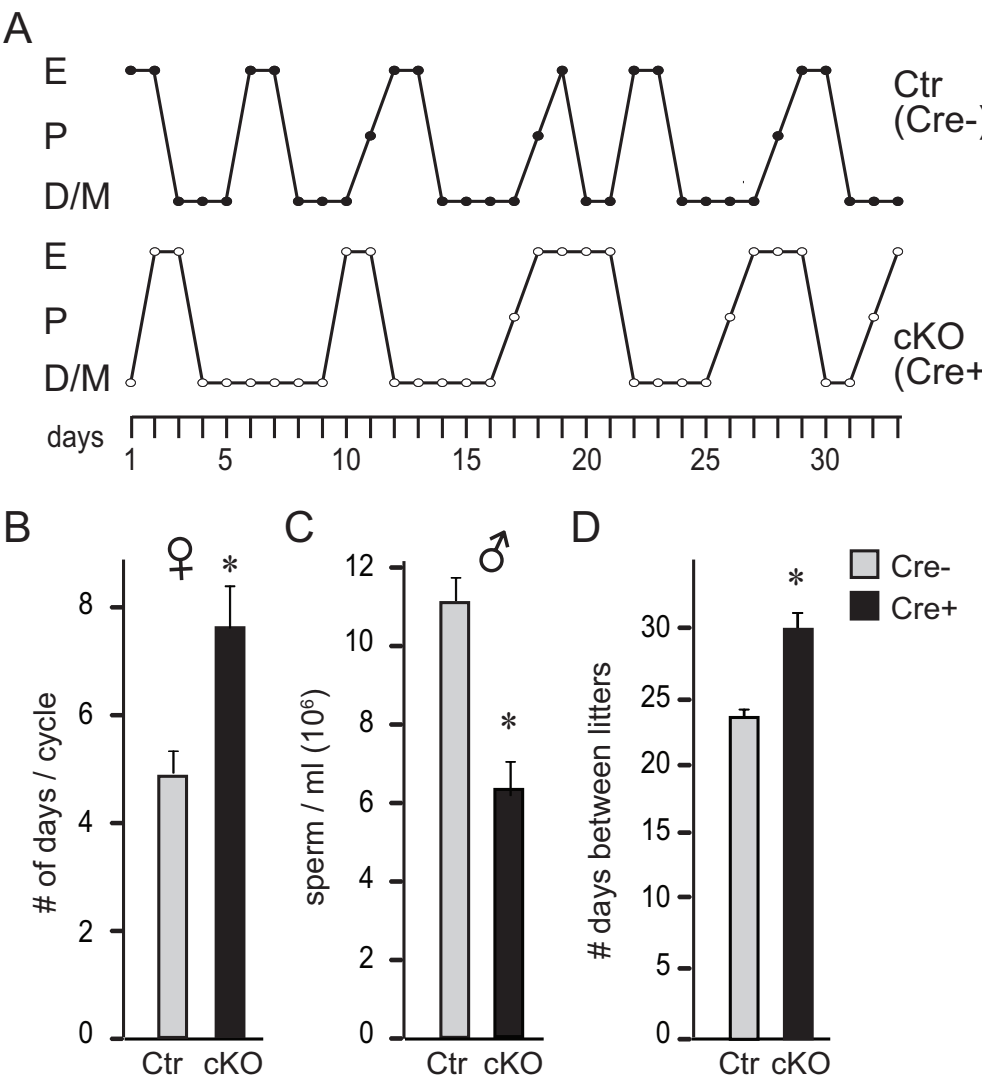 A
E
P
D/M
Ctr
(Cre-)
E
P
D/M
cKO
(Cre+
days
1 5 10 15 20 25 30
B
♀
*
# of days / cycle
8
6
4
2
0
Ctr cKO
C
♂
*
sperm / ml (10⁶)
12
10
8
6
4
2
0
Ctr cKO
D
*
# days between litters
30
25
20
15
10
5
0
Ctr cKO
Cre-
Cre+